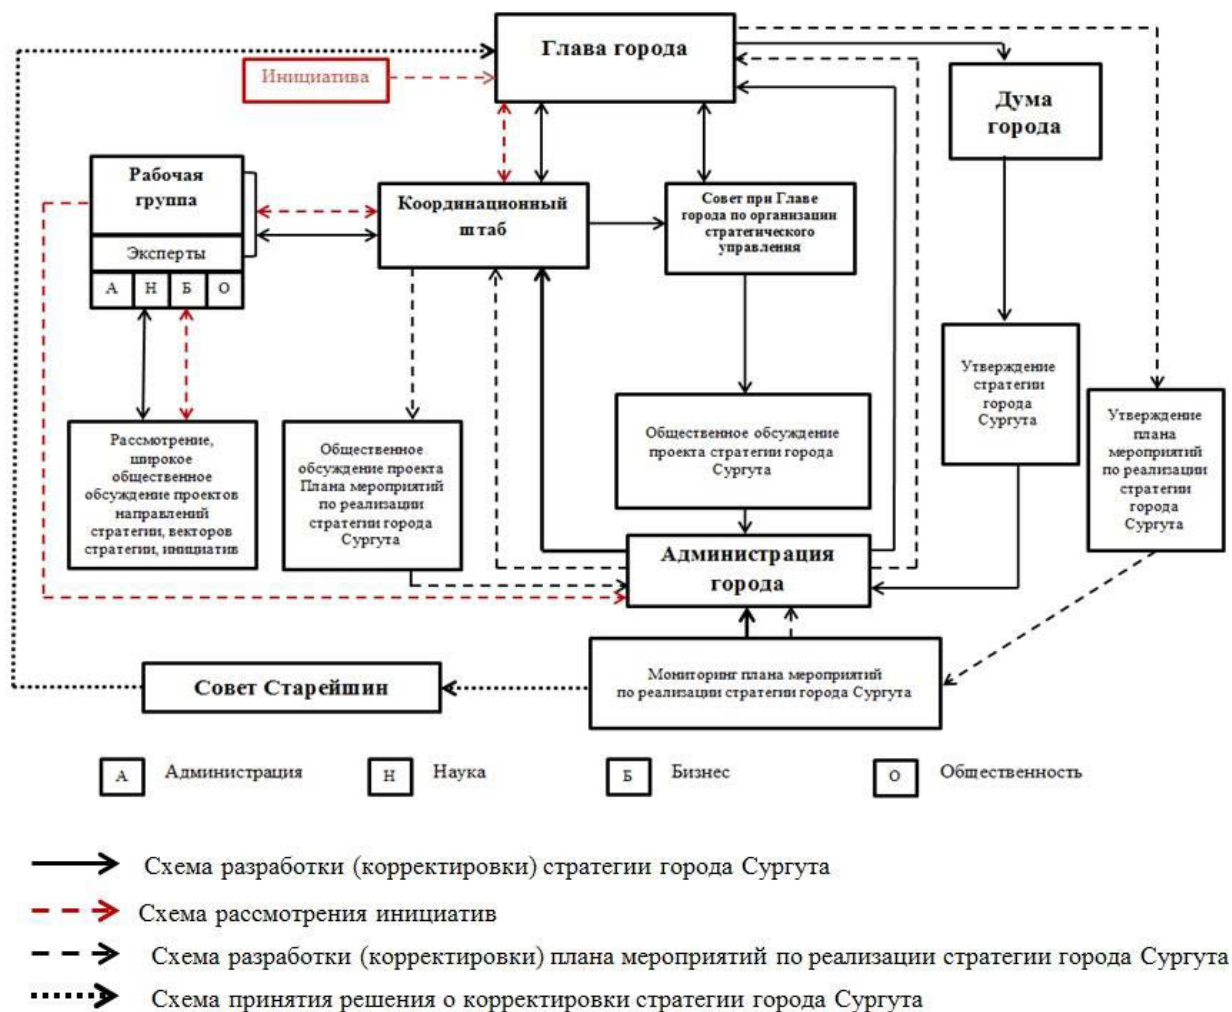 Глава города
Инициатива
Дума
города
Рабочая
группа
Эксперты
А Н Б О
Координационный
штаб
Совет при Главе
города по организации
стратегического
управления
Утверждение
стратегии
города
Сургута
Утверждение
плана
мероприятий
по реализации
стратегии
города
Сургута
Рассмотрение,
широкое
общественное
обсуждение проектов
направлений
стратегии, векторов
стратегии, инициатив
Общественное
обсуждение проекта
Плана мероприятий
по реализации
стратегии города
Сургута
Общественное обсуждение
проекта стратегии города
Сургута
Администрация
города
Совет Старейшин
Мониторинг плана мероприятий
по реализации стратегии города Сургута
А Администрация Н Наука Б Бизнес О Общественность
Схема разработки (корректировки) стратегии города Сургута
Схема рассмотрения инициатив
Схема разработки (корректировки) плана мероприятий по реализации стратегии города Сургута
Схема принятия решения о корректировки стратегии города Сургута